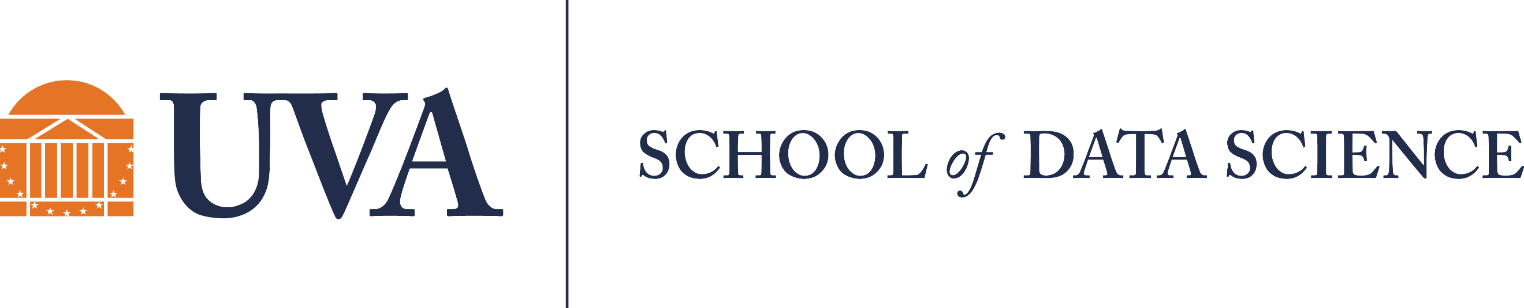 UVA
SCHOOL of DATA SCIENCE